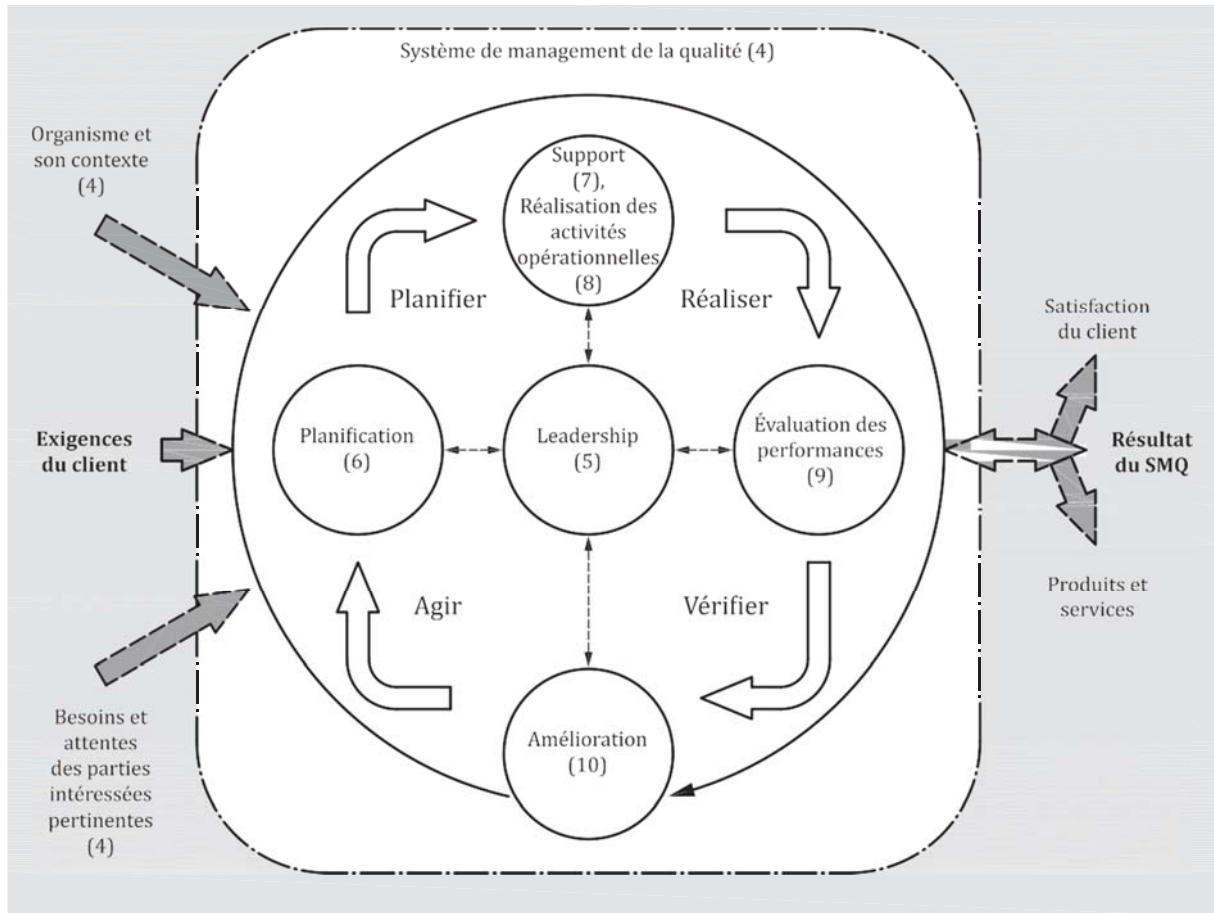 Système de management de la qualité (4)
Organisme et
son contexte
(4)
Support
(7),
Réalisation des
activités
opérationnelles
(8)
Planifier
Réaliser
Satisfaction
du client
Exigences
du client
Planification
(6)
Leadership
(5)
Évaluation des
performances
(9)
Résultat
du SMQ
Agir
Vérifier
Produits et
services
Besoins et
attentes
des parties
intéressées
pertinentes
(4)
Amélioration
(10)